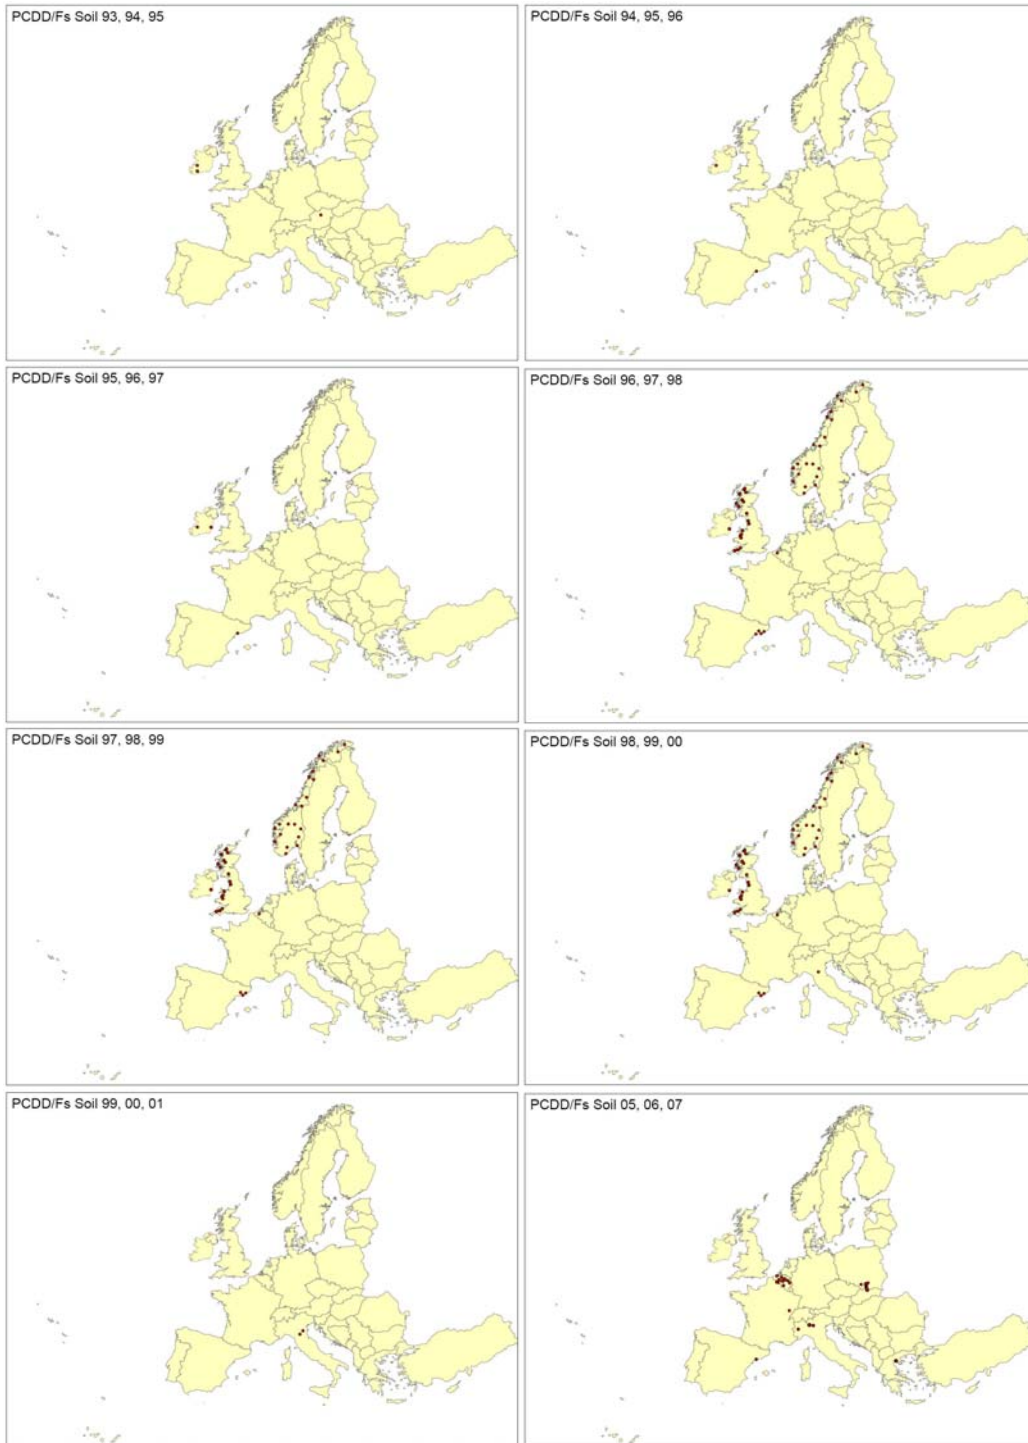 PCDD/Fs Soil 93, 94, 95
PCDD/Fs Soil 94, 95, 96
PCDD/Fs Soil 95, 96, 97
PCDD/Fs Soil 96, 97, 98
PCDD/Fs Soil 97, 98, 99
PCDD/Fs Soil 98, 99, 00
PCDD/Fs Soil 99, 00, 01
PCDD/Fs Soil 05, 06, 07